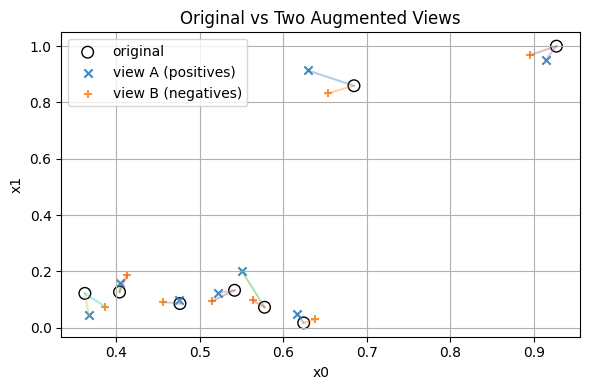 Original vs Two Augmented Views
original
view A (positives)
view B (negatives)
1.0
0.8
0.6
0.4
0.2
0.0
x1
0.4
0.5
0.6
0.7
0.8
0.9
x0